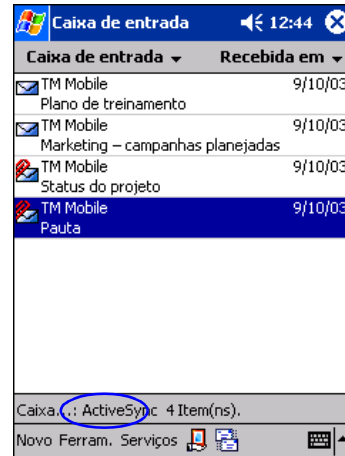 Caixa de entrada 12:44
Caixa de entrada Recebida em
TM Mobile 9/10/03
Plano de treinamento
TM Mobile 9/10/03
Marketing – campanhas planejadas
TM Mobile 9/10/03
Status do projeto
TM Mobile 9/10/03
Pauta
Caixa...: ActiveSync 4 Item(ns).
Novo Ferram. Serviços